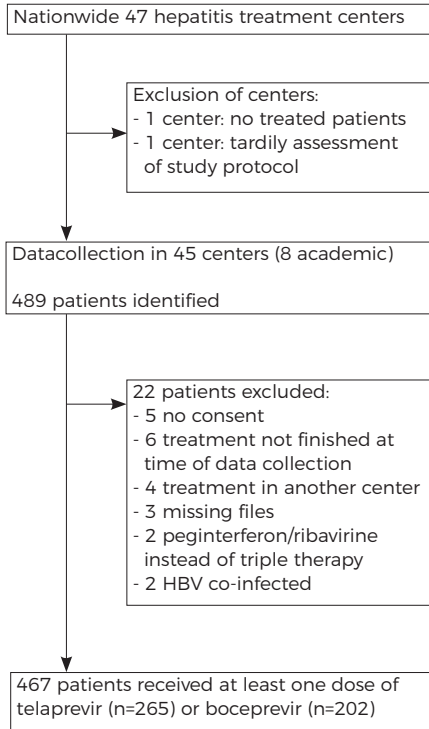 Nationwide 47 hepatitis treatment centers
Exclusion of centers:
- 1 center: no treated patients
- 1 center: tardily assessment
of study protocol
Datacollection in 45 centers (8 academic)
489 patients identified
22 patients excluded:
- 5 no consent
- 6 treatment not finished at
time of data collection
- 4 treatment in another center
- 3 missing files
- 2 peginterferon/ribavirine
instead of triple therapy
- 2 HBV co-infected
467 patients received at least one dose of
telaprevir (n=265) or boceprevir (n=202)